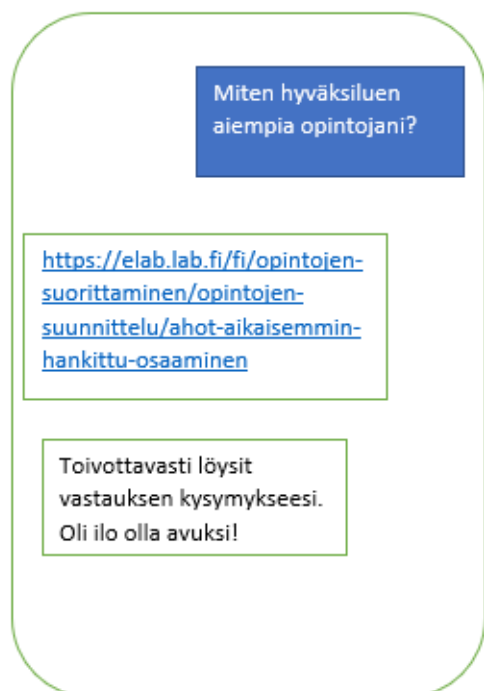 Miten hyväksiluen
aiempia opintojani?
https://elab.lab.fi/fi/opintojen-
suorittaminen/opintojen-
suunnittelu/ahot-aikaisemmin-
hankittu-osaaminen
Toivottavasti löysit
vastauksen kysymykseesi.
Oli ilo olla avuksi!